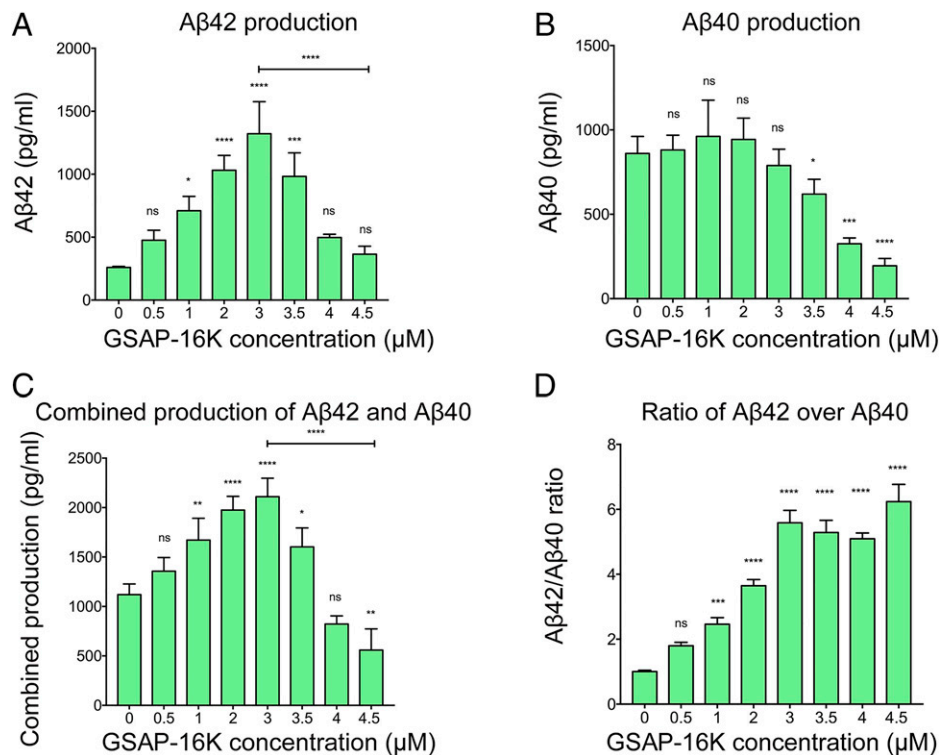 A
Aβ42 production
Aβ42 (pg/ml)
2000
1500
1000
500
0
ns
*
****
****
***
ns
ns
****
0 0.5 1 2 3 3.5 4 4.5
GSAP-16K concentration (μM)
B
Aβ40 production
Aβ40 (pg/ml)
1500
1000
500
0
ns
ns
ns
ns
*
***
****
0 0.5 1 2 3 3.5 4 4.5
GSAP-16K concentration (μM)
C
Combined production of Aβ42 and Aβ40
Combined production (pg/ml)
2500
2000
1500
1000
500
0
ns
**
****
****
*
ns
**
****
0 0.5 1 2 3 3.5 4 4.5
GSAP-16K concentration (μM)
D
Ratio of Aβ42 over Aβ40
Aβ42/Aβ40 ratio
8
6
4
2
0
ns
***
****
****
****
****
****
0 0.5 1 2 3 3.5 4 4.5
GSAP-16K concentration (μM)